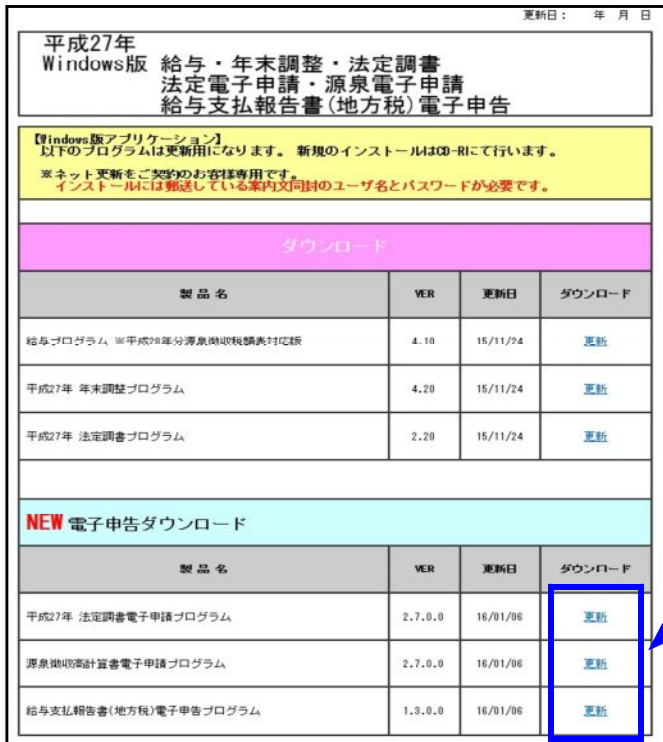 更新日： 年 月 日
平成27年
Windows版 給与・年末調整・法定調書
法定電子申請・源泉電子申請
給与支払報告書(地方税)電子申告
【Windows版アプリケーション】
以下のプログラムは更新用になります。 新規のインストールはCD-Rにて行います。
※ネット更新をご契約のお客様専用です。
インストールには郵送している案内文同封のユーザ名とパスワードが必要です。
ダウンロード
製品名 VER 更新日 ダウンロード
給与プログラム ※平成28年分源泉徴収税額表対応版 4.10 15/11/24 更新
平成27年 年末調整プログラム 4.20 15/11/24 更新
平成27年 法定調書プログラム 2.20 15/11/24 更新
NEW 電子申告ダウンロード
製品名 VER 更新日 ダウンロード
平成27年 法定調書電子申請プログラム 2.7.0.0 16/01/06 更新
源泉徴収高計算書電子申請プログラム 2.7.0.0 16/01/06 更新
給与支払報告書(地方税)電子申告プログラム 1.3.0.0 16/01/06 更新